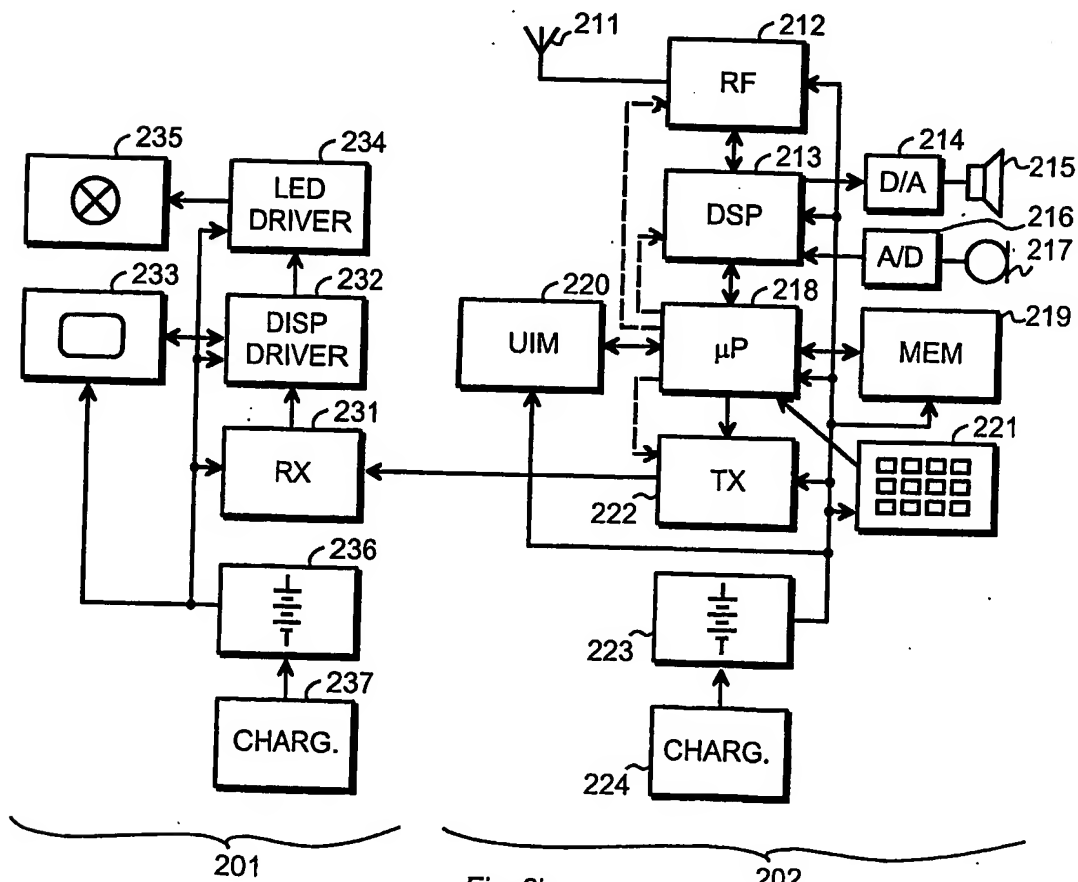 211
212
RF
235
234
LED
DRIVER
213
DSP
214
D/A
215
216
A/D
217
233
232
DISP
DRIVER
220
UIM
218
µP
219
MEM
231
RX
TX
222
221
236
223
237
CHARG.
CHARG.
224
201
202